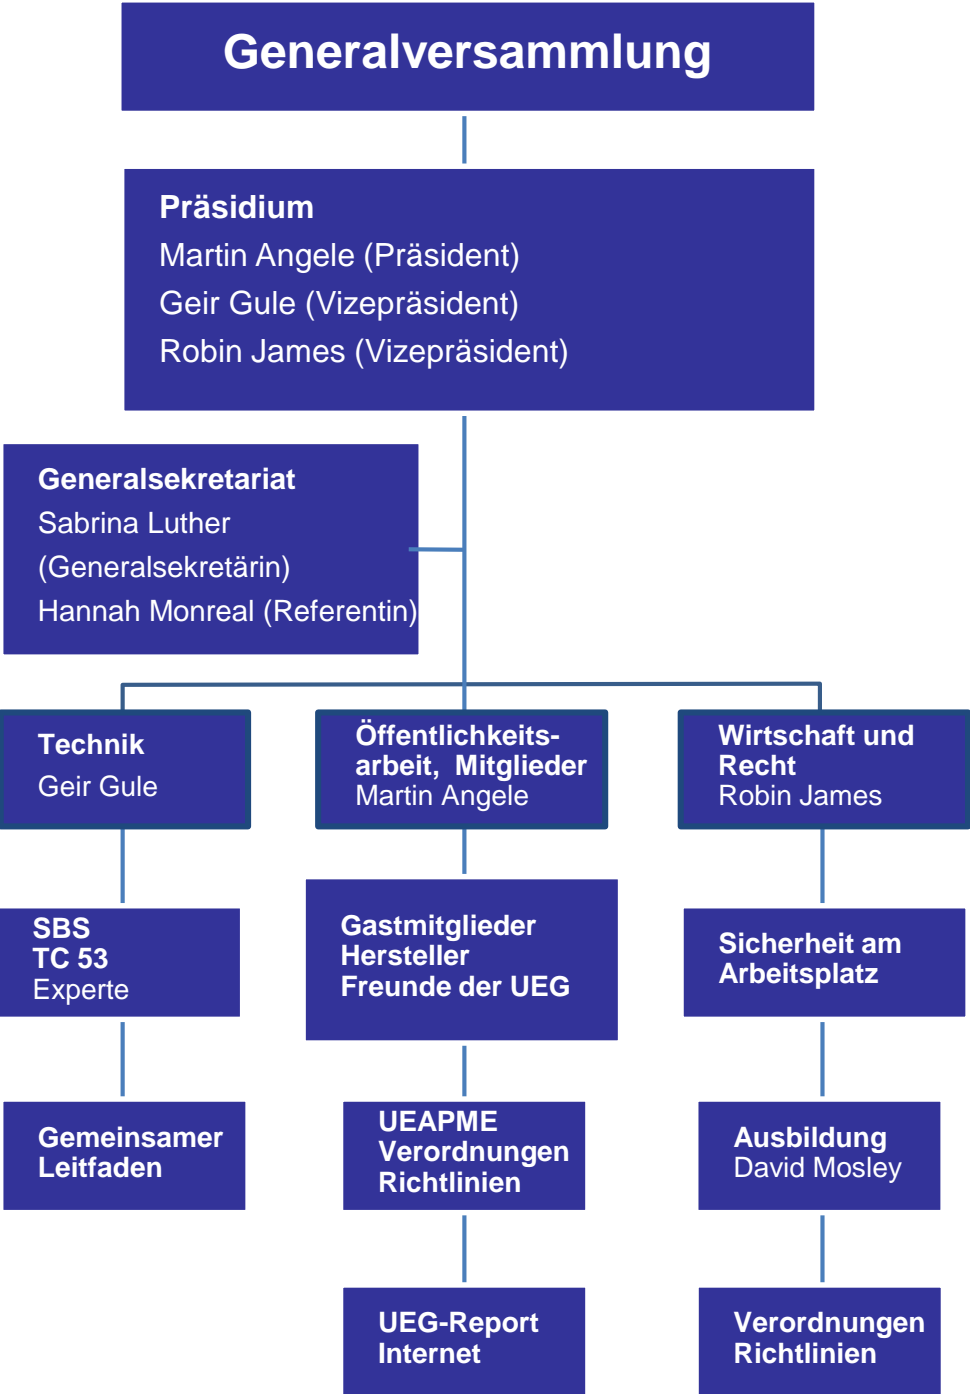 Generalversammlung
Präsidium
Martin Angele (Präsident)
Geir Gule (Vizepräsident)
Robin James (Vizepräsident)
Generalsekretariat
Sabrina Luther
(Generalsekretärin)
Hannah Monreal (Referentin)
Technik
Geir Gule
Öffentlichkeits-
arbeit, Mitglieder
Martin Angele
Wirtschaft und
Recht
Robin James
SBS
TC 53
Experte
Gastmitglieder
Hersteller
Freunde der UEG
Sicherheit am
Arbeitsplatz
Gemeinsamer
Leitfaden
UEAPME
Verordnungen
Richtlinien
Ausbildung
David Mosley
UEG-Report
Internet
Verordnungen
Richtlinien